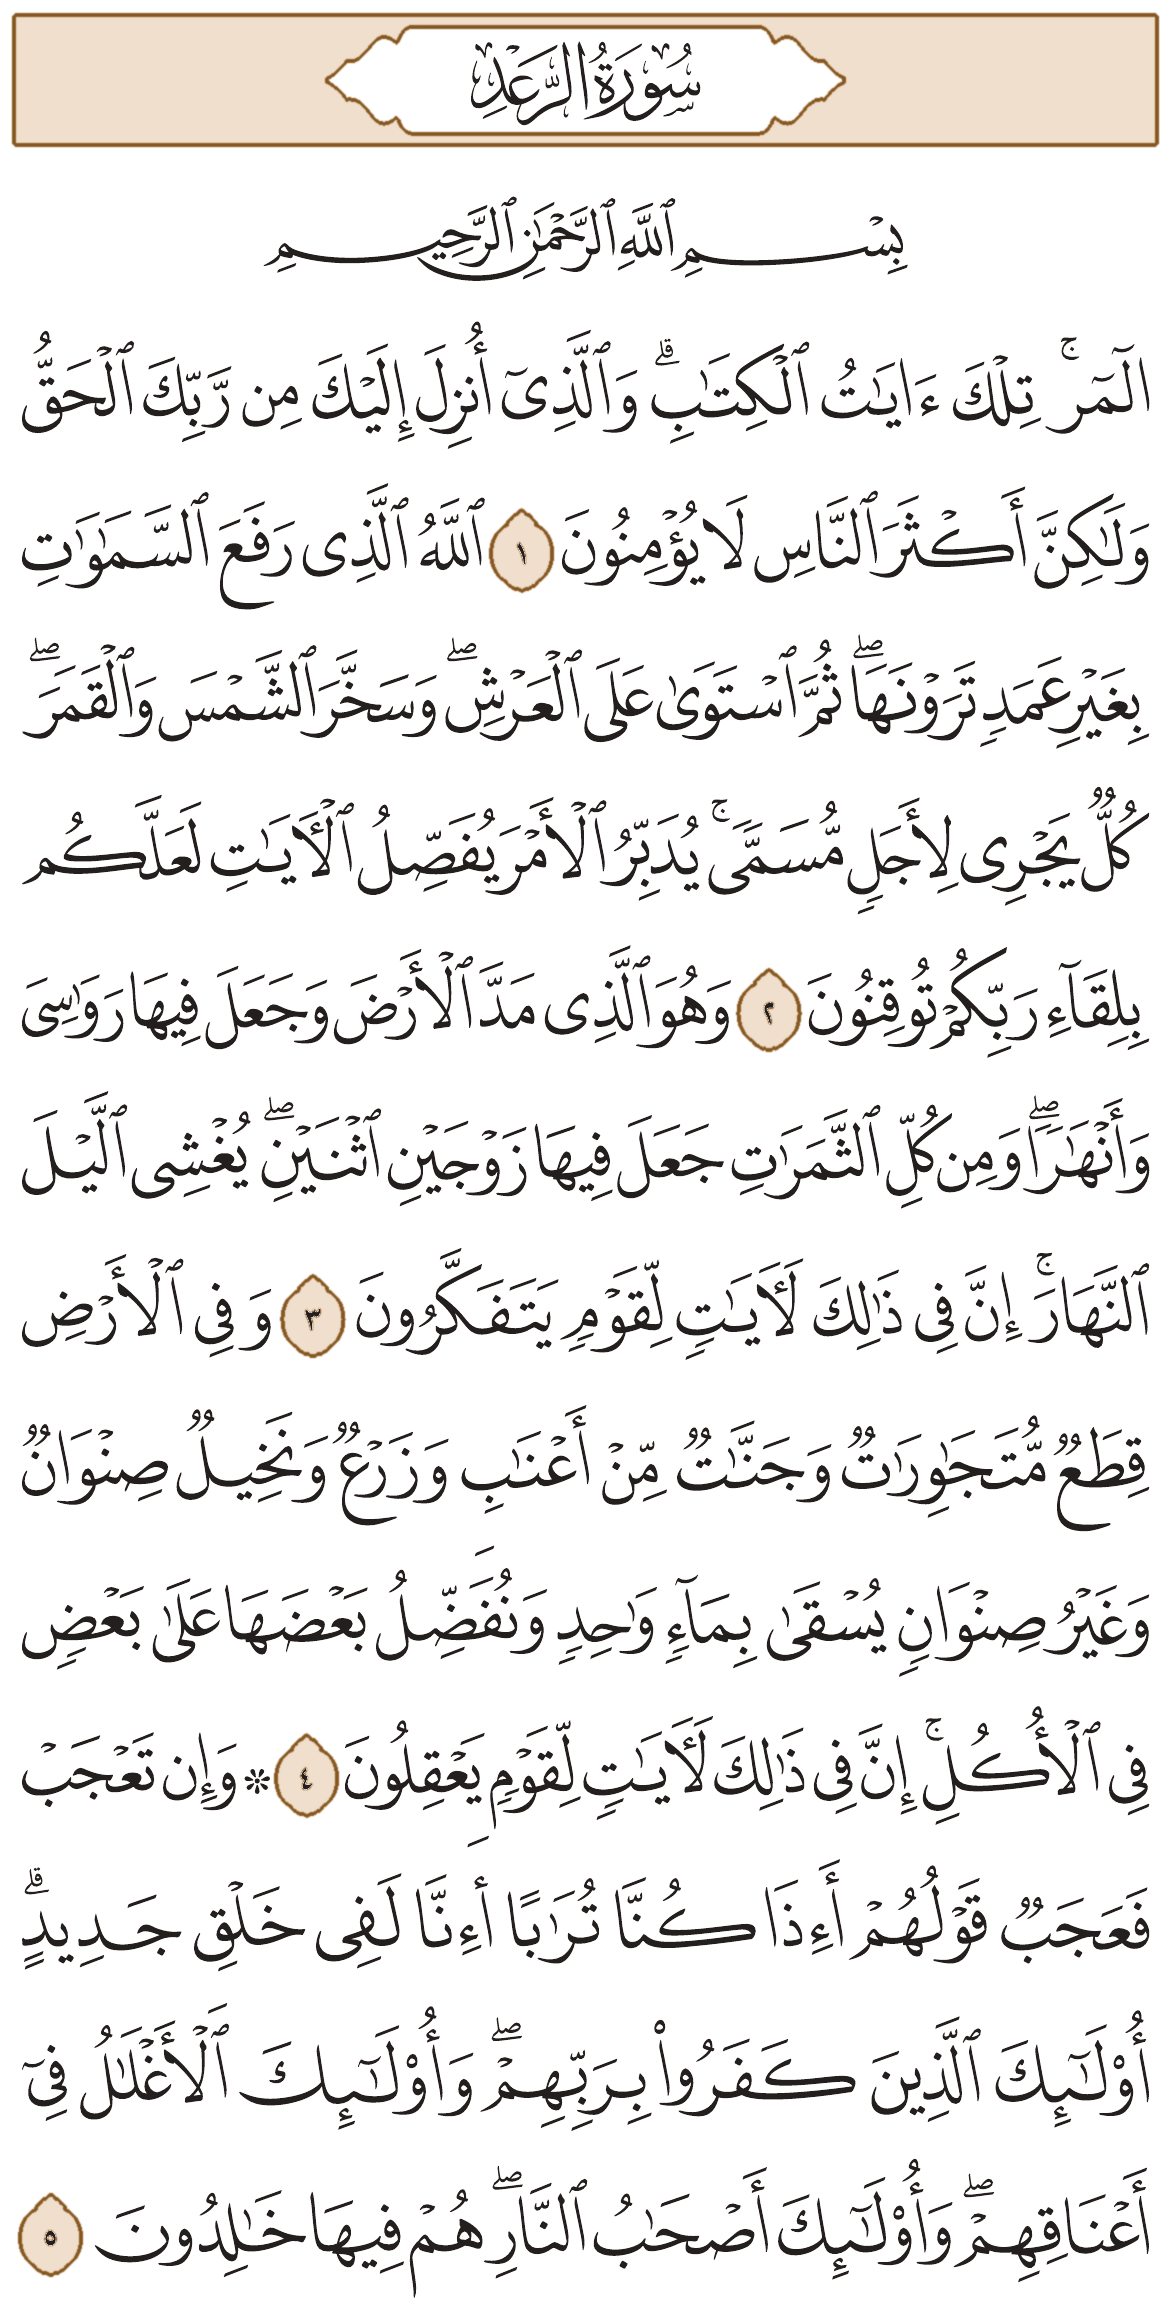 سُورَةُ الرَّعْدِ
بِسْمِ ٱللَّهِ ٱلرَّحْمَٰنِ ٱلرَّحِيمِ
الٓمٓرۚ تِلْكَ ءَايَٰتُ ٱلْكِتَٰبِۗ وَٱلَّذِىٓ أُنزِلَ إِلَيْكَ مِن رَّبِّكَ ٱلْحَقُّ
وَلَٰكِنَّ أَكْثَرَ ٱلنَّاسِ لَا يُؤْمِنُونَ ١ ٱللَّهُ ٱلَّذِى رَفَعَ ٱلسَّمَٰوَٰتِ
بِغَيْرِ عَمَدٍ تَرَوْنَهَاۖ ثُمَّ ٱسْتَوَىٰ عَلَى ٱلْعَرْشِۖ وَسَخَّرَ ٱلشَّمْسَ وَٱلْقَمَرَۖ
كُلٌّ يَجْرِى لِأَجَلٍ مُّسَمًّىۚ يُدَبِّرُ ٱلْأَمْرَ يُفَصِّلُ ٱلْـَٔايَٰتِ لَعَلَّكُم
بِلِقَآءِ رَبِّكُمْ تُوقِنُونَ ٢ وَهُوَ ٱلَّذِى مَدَّ ٱلْأَرْضَ وَجَعَلَ فِيهَا رَوَٰسِىَ
وَأَنْهَٰرًاۖ وَمِن كُلِّ ٱلثَّمَرَٰتِ جَعَلَ فِيهَا زَوْجَيْنِ ٱثْنَيْنِۖ يُغْشِى ٱلَّيْلَ
ٱلنَّهَارَۚ إِنَّ فِى ذَٰلِكَ لَـَٔايَٰتٍ لِّقَوْمٍ يَتَفَكَّرُونَ ٣ وَفِى ٱلْأَرْضِ
قِطَعٌ مُّتَجَٰوِرَٰتٌ وَجَنَّٰتٌ مِّنْ أَعْنَٰبٍ وَزَرْعٌ وَنَخِيلٌ صِنْوَانٌ
وَغَيْرُ صِنْوَانٍ يُسْقَىٰ بِمَآءٍ وَٰحِدٍ وَنُفَضِّلُ بَعْضَهَا عَلَىٰ بَعْضٍ
فِى ٱلْأُكُلِۚ إِنَّ فِى ذَٰلِكَ لَـَٔايَٰتٍ لِّقَوْمٍ يَعْقِلُونَ ٤ ۞ وَإِن تَعْجَبْ
فَعَجَبٌ قَوْلُهُمْ أَءِذَا كُنَّا تُرَٰبًا أَءِنَّا لَفِى خَلْقٍ جَدِيدٍۗ
أُو۟لَٰٓئِكَ ٱلَّذِينَ كَفَرُوا۟ بِرَبِّهِمْۖ وَأُو۟لَٰٓئِكَ ٱلْأَغْلَٰلُ فِىٓ
أَعْنَاقِهِمْۖ وَأُو۟لَٰٓئِكَ أَصْحَٰبُ ٱلنَّارِۖ هُمْ فِيهَا خَٰلِدُونَ ٥